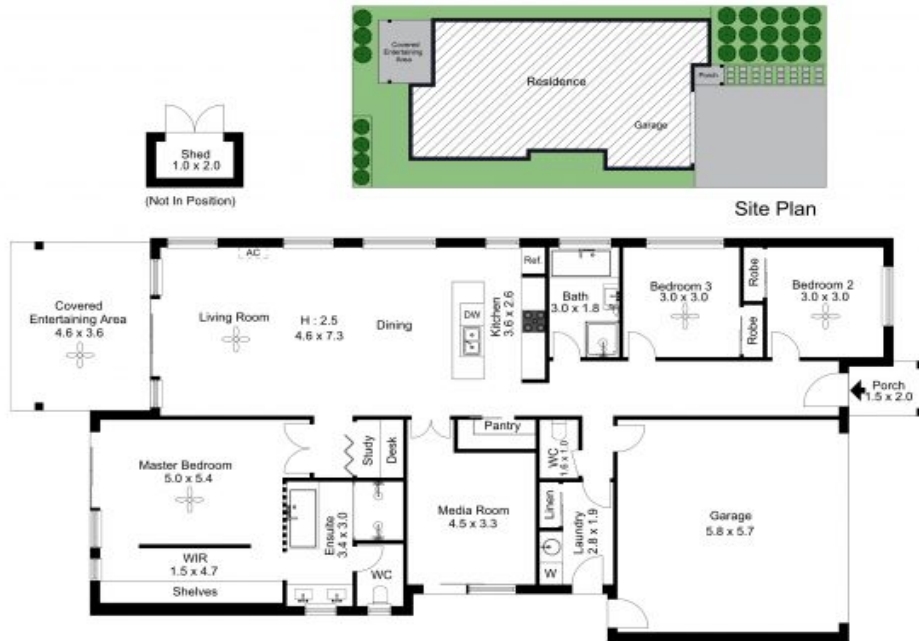 Covered
Entertaining
Area
Residence
Porch
Garage
Site Plan
Shed
1.0 x 2.0
(Not In Position)
Covered
Entertaining Area
4.6 x 3.6
AC
Living Room
H : 2.5
4.6 x 7.3
Dining
DW
Kitchen
3.6 x 2.6
Ref.
Bath
3.0 x 1.8
Bedroom 3
3.0 x 3.0
Robe
Robe
Bedroom 2
3.0 x 3.0
Porch
1.5 x 2.0
Master Bedroom
5.0 x 5.4
Study
Desk
Pantry
WC
1.6 x 1.0
Ensuite
3.4 x 3.0
Media Room
4.5 x 3.3
Linen
Laundry
2.8 x 1.9
Garage
5.8 x 5.7
WIR
1.5 x 4.7
Shelves
WC
W